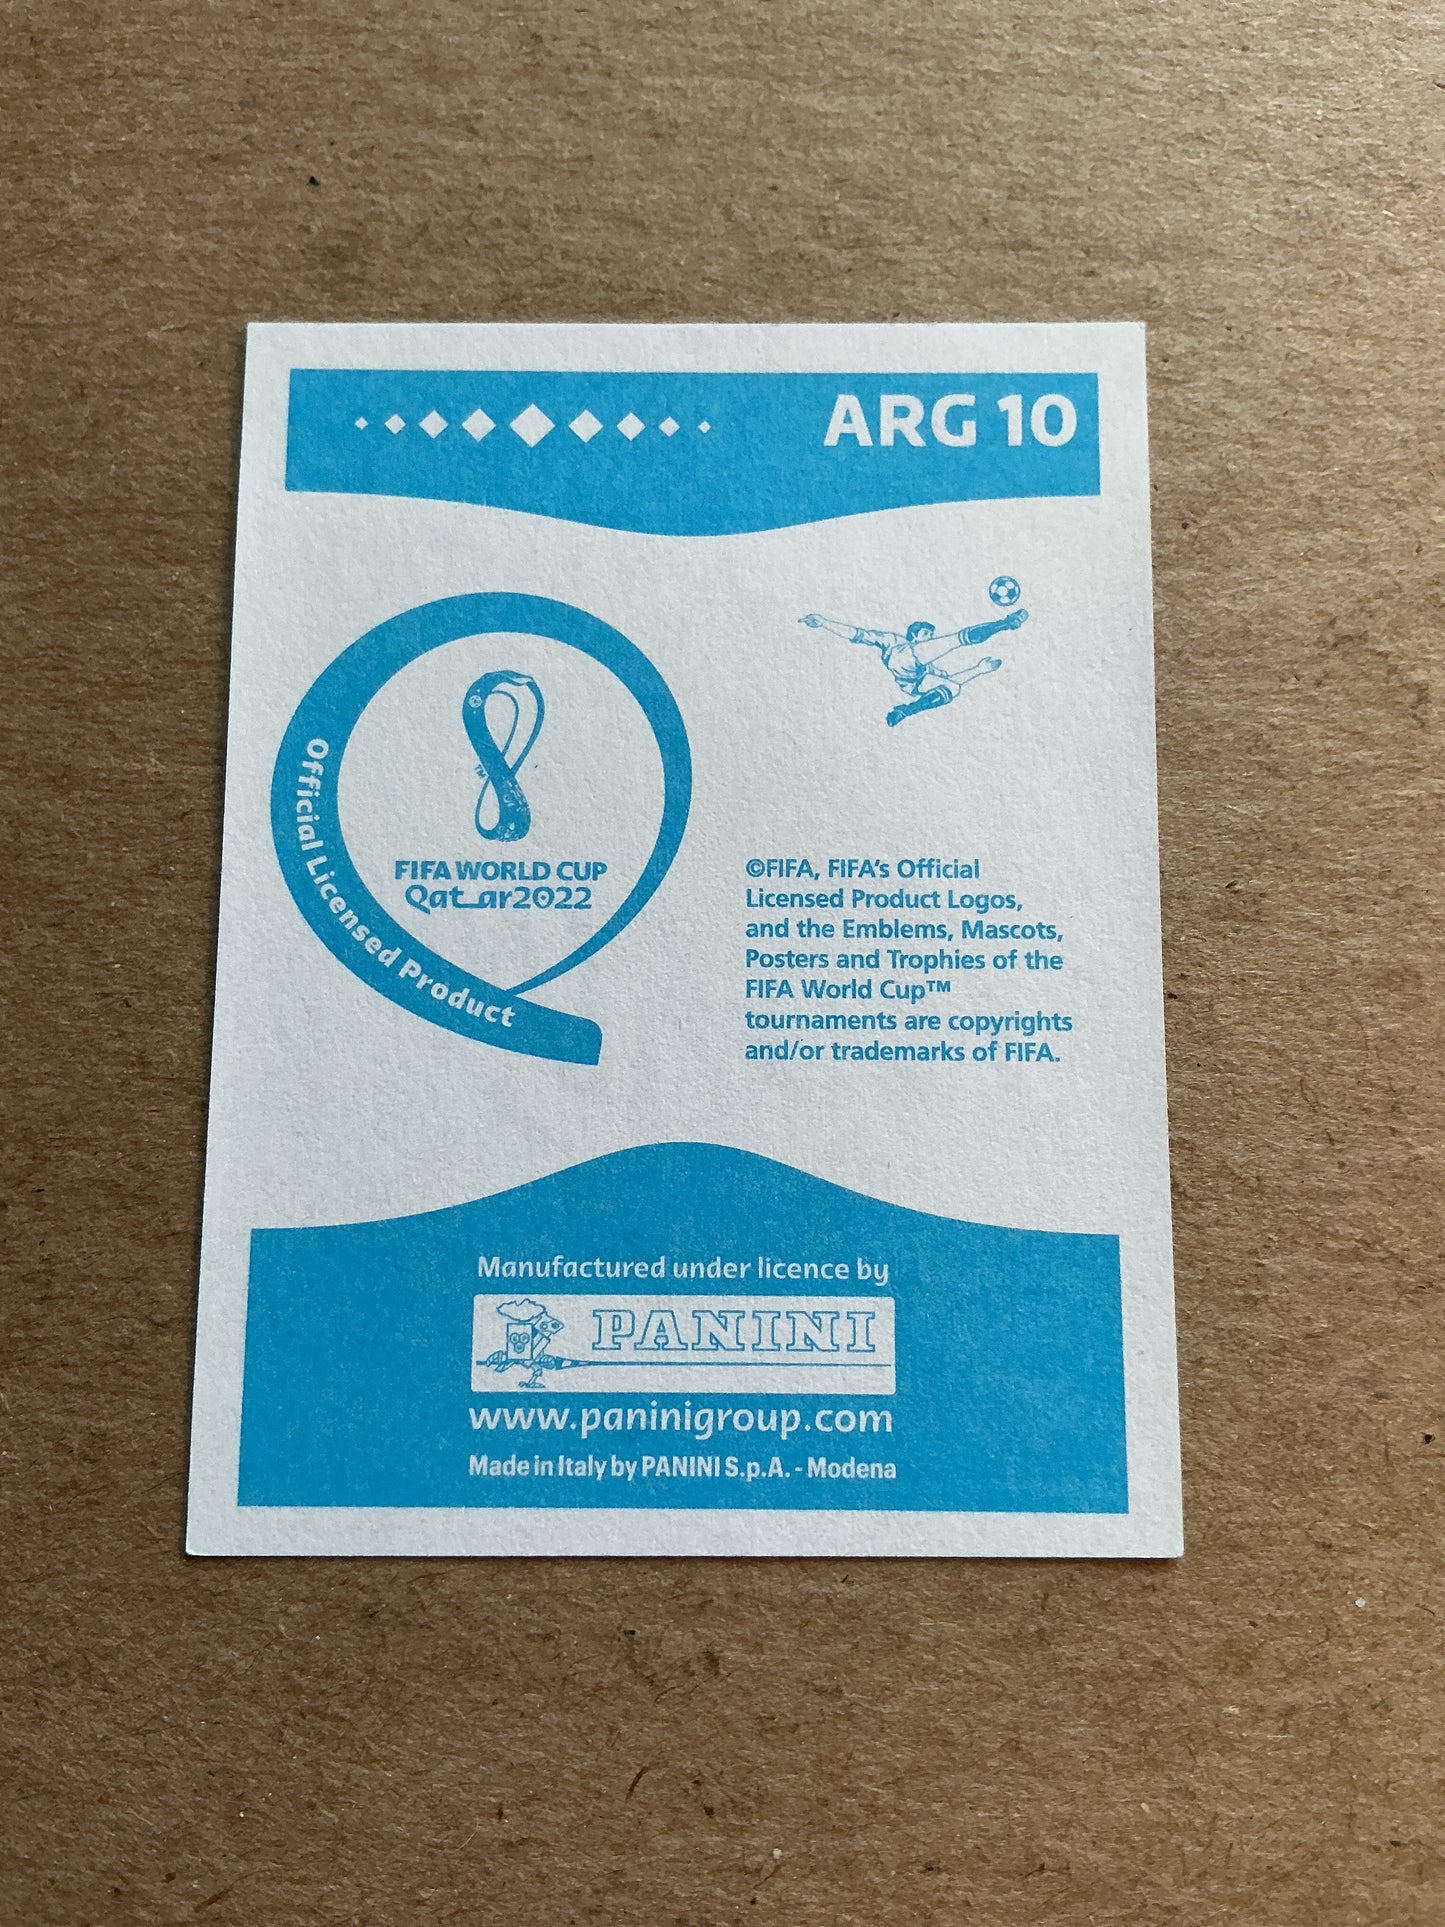 ARG 10
Official Licensed Product
TM
FIFA WORLD CUP
Qatar2022
©FIFA, FIFA's Official
Licensed Product Logos,
and the Emblems, Mascots,
Posters and Trophies of the
FIFA World Cup™
tournaments are copyrights
and/or trademarks of FIFA.
Manufactured under licence by
PANINI
www.paninigroup.com
Made in Italy by PANINI S.p.A. - Modena